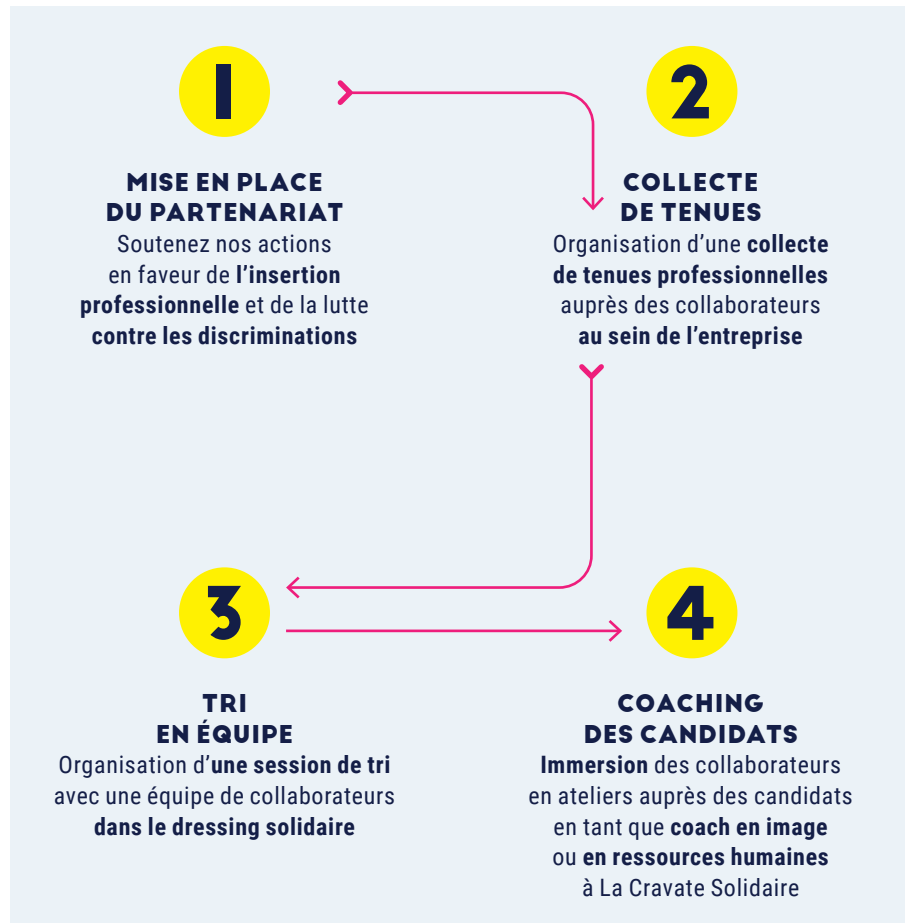 1
MISE EN PLACE
DU PARTENARIAT
Soutenez nos actions
en faveur de l’insertion
professionnelle et de la lutte
contre les discriminations
2
COLLECTE
DE TENUES
Organisation d’une collecte
de tenues professionnelles
auprès des collaborateurs
au sein de l’entreprise
3
TRI
EN ÉQUIPE
Organisation d’une session de tri
avec une équipe de collaborateurs
dans le dressing solidaire
4
COACHING
DES CANDIDATS
Immersion des collaborateurs
en ateliers auprès des candidats
en tant que coach en image
ou en ressources humaines
à La Cravate Solidaire